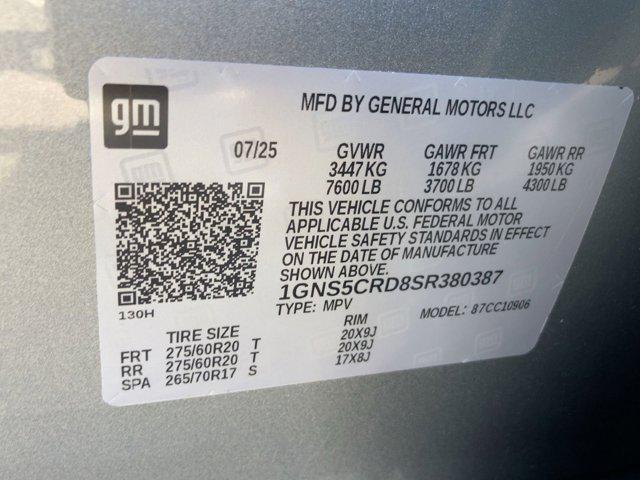 gm
MFD BY GENERAL MOTORS LLC
07/25 GVWR GAWR FRT GAWR RR
3447 KG 1678 KG 1950 KG
7600 LB 3700 LB 4300 LB
THIS VEHICLE CONFORMS TO ALL
APPLICABLE U.S. FEDERAL MOTOR
VEHICLE SAFETY STANDARDS IN EFFECT
ON THE DATE OF MANUFACTURE
SHOWN ABOVE.
1GNS5CRD8SR380387
TYPE: MPV MODEL: 87CC10906
130H
TIRE SIZE RIM
FRT 275/60R20 T 20X9J
RR 275/60R20 T 20X9J
SPA 265/70R17 S 17X8J